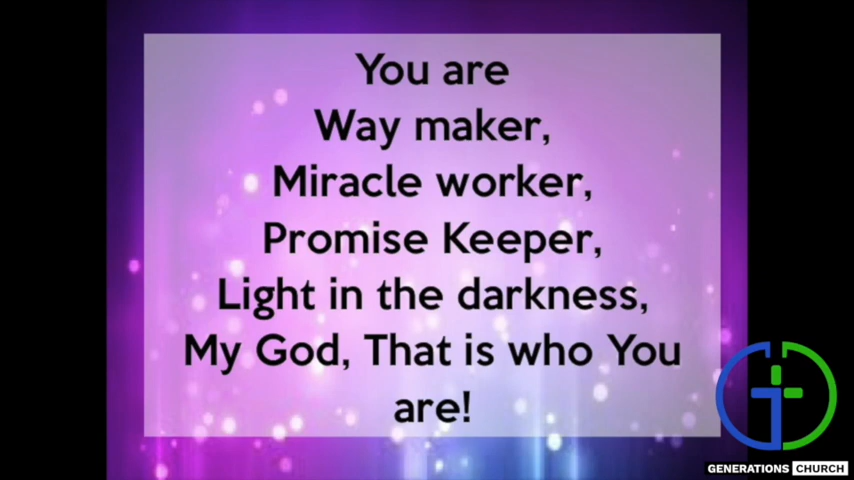 You are
Way maker,
Miracle worker,
Promise Keeper,
Light in the darkness,
My God, That is who You
are!
GENERATIONS CHURCH